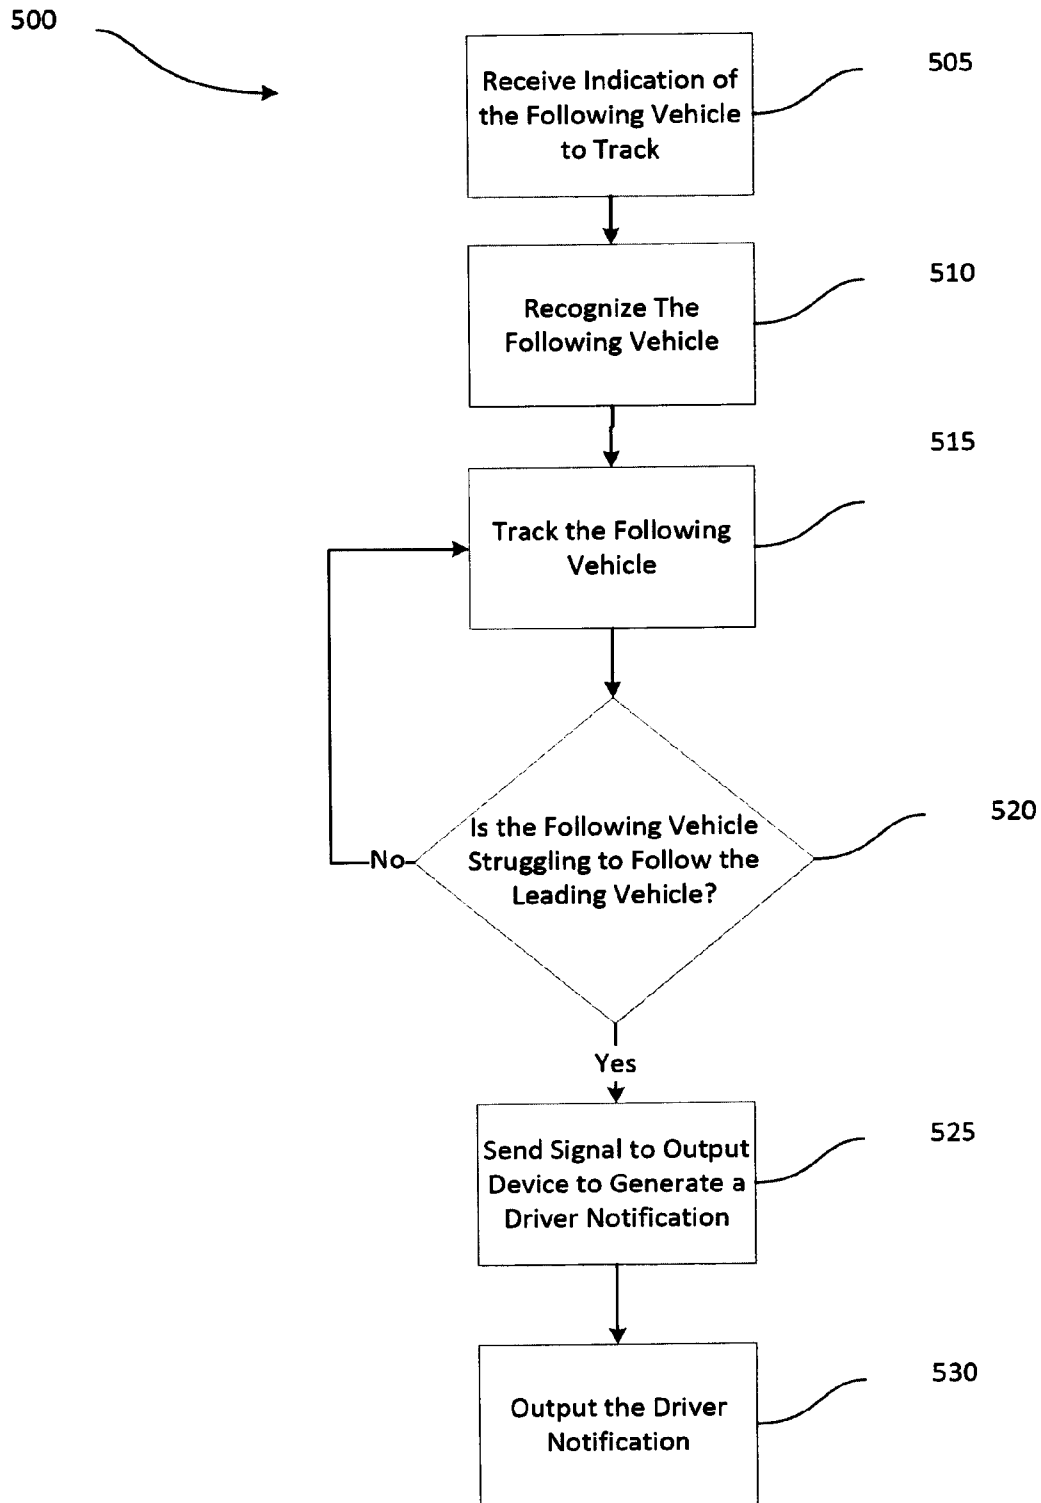 500
505
Receive Indication of
the Following Vehicle
to Track
510
Recognize The
Following Vehicle
515
Track the Following
Vehicle
520
Is the Following Vehicle
Struggling to Follow the
Leading Vehicle?
No
Yes
525
Send Signal to Output
Device to Generate a
Driver Notification
530
Output the Driver
Notification